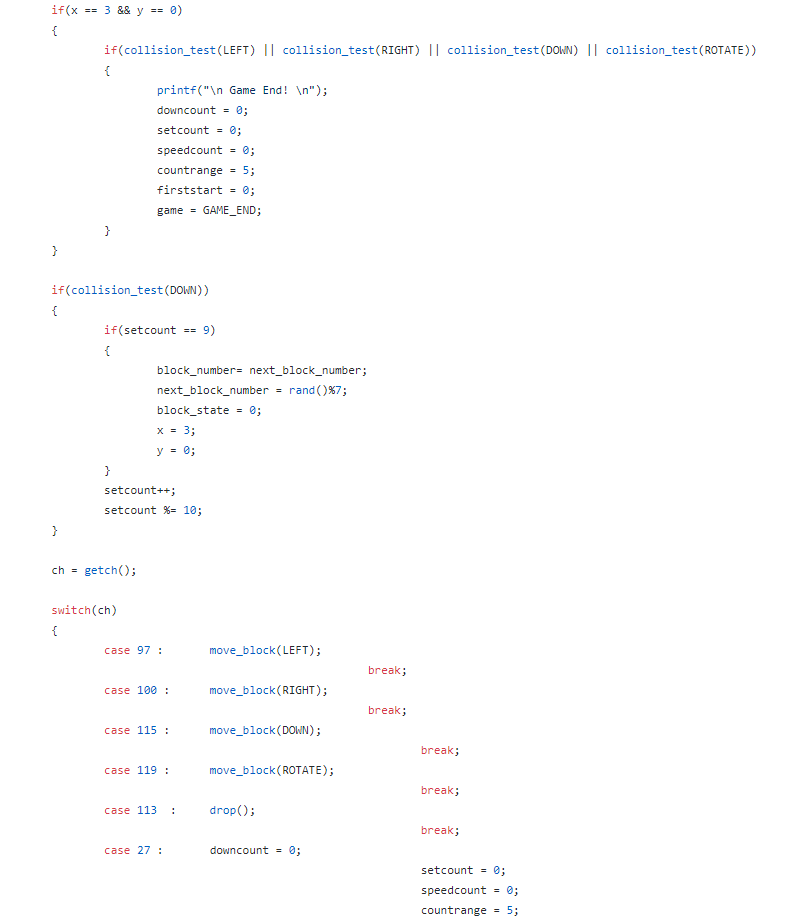 if(x == 3 && y == 0)
{
if(collision_test(LEFT) || collision_test(RIGHT) || collision_test(DOWN) || collision_test(ROTATE))
{
printf("\n Game End! \n");
downcount = 0;
setcount = 0;
speedcount = 0;
countrange = 5;
firststart = 0;
game = GAME_END;
}
}
if(collision_test(DOWN))
{
if(setcount == 9)
{
block_number= next_block_number;
next_block_number = rand()%7;
block_state = 0;
x = 3;
y = 0;
}
setcount++;
setcount %= 10;
}
ch = getch();
switch(ch)
{
case 97 : move_block(LEFT);
break;
case 100 : move_block(RIGHT);
break;
case 115 : move_block(DOWN);
break;
case 119 : move_block(ROTATE);
break;
case 113 : drop();
break;
case 27 : downcount = 0;
setcount = 0;
speedcount = 0;
countrange = 5;